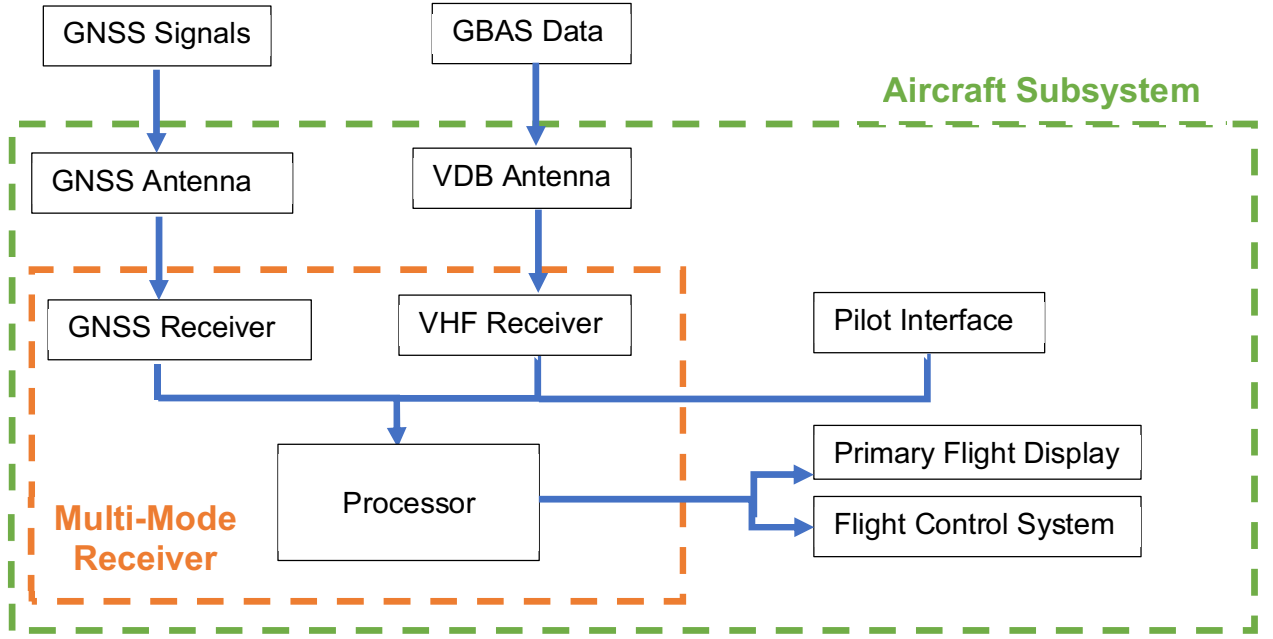 GNSS Signals
GBAS Data
Aircraft Subsystem
GNSS Antenna
VDB Antenna
GNSS Receiver
VHF Receiver
Pilot Interface
Processor
Primary Flight Display
Flight Control System
Multi-Mode
Receiver